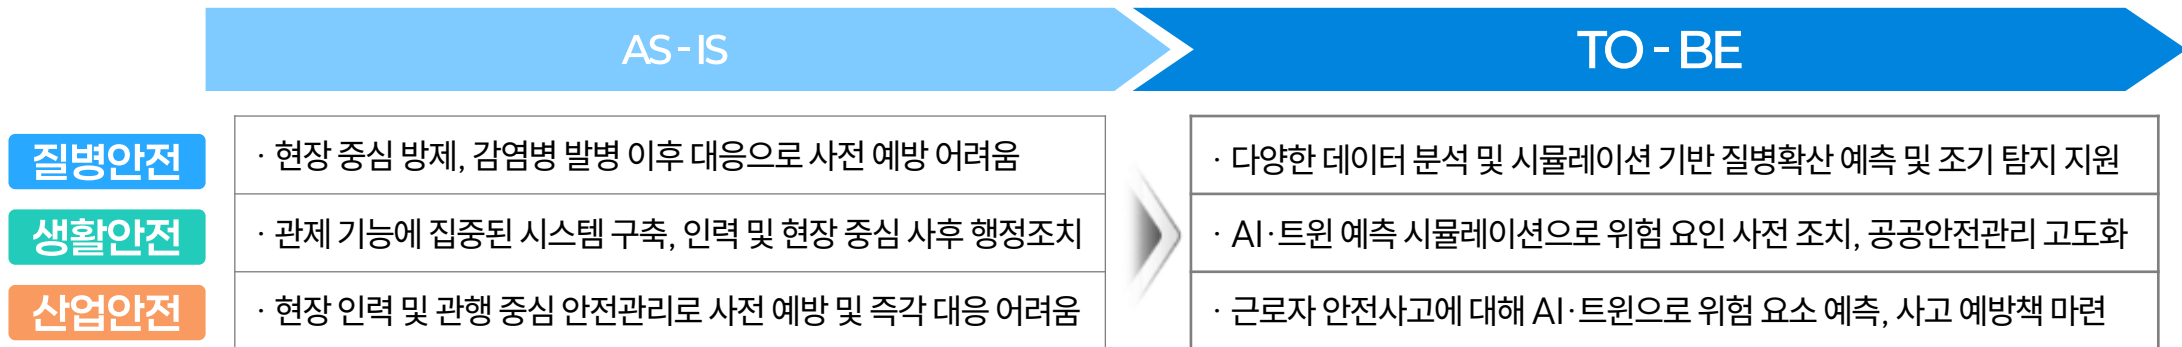 AS-IS
TO-BE
질병안전
· 현장 중심 방제, 감염병 발병 이후 대응으로 사전 예방 어려움
· 다양한 데이터 분석 및 시뮬레이션 기반 질병확산 예측 및 조기 탐지 지원
생활안전
· 관제 기능에 집중된 시스템 구축, 인력 및 현장 중심 사후 행정조치
· AI·트윈 예측 시뮬레이션으로 위험 요인 사전 조치, 공공안전관리 고도화
산업안전
· 현장 인력 및 관행 중심 안전관리로 사전 예방 및 즉각 대응 어려움
· 근로자 안전사고에 대해 AI·트윈으로 위험 요소 예측, 사고 예방책 마련